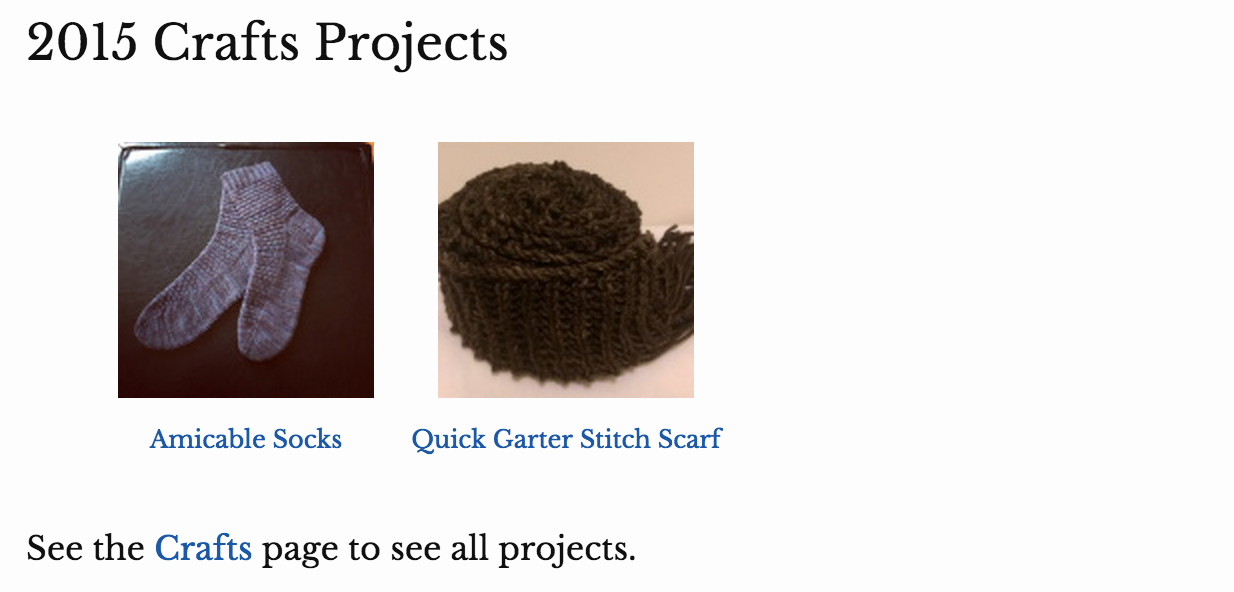 2015 Crafts Projects
Amicable Socks
Quick Garter Stitch Scarf
See the Crafts page to see all projects.